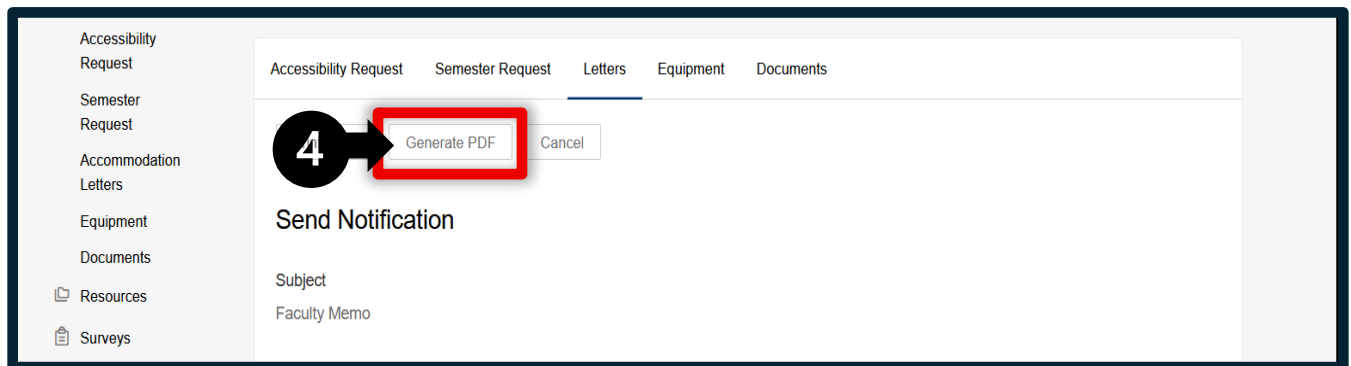 Accessibility
Request
Semester
Request
Accommodation
Letters
Equipment
Documents
Resources
Surveys
Accessibility Request Semester Request Letters Equipment Documents
4 Generate PDF Cancel
Send Notification
Subject
Faculty Memo